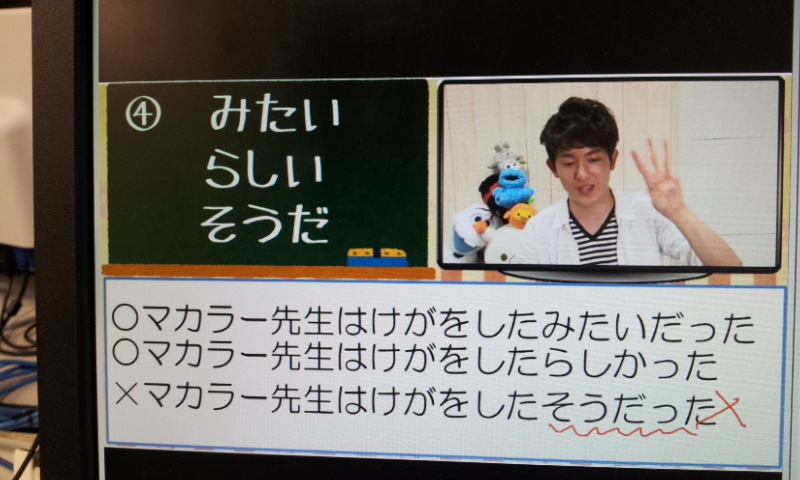 ④ みたい
らしい
そうだ
○マカラー先生はけがをしたみたいだった
○マカラー先生はけがをしたらしかった
×マカラー先生はけがをしたそうだった